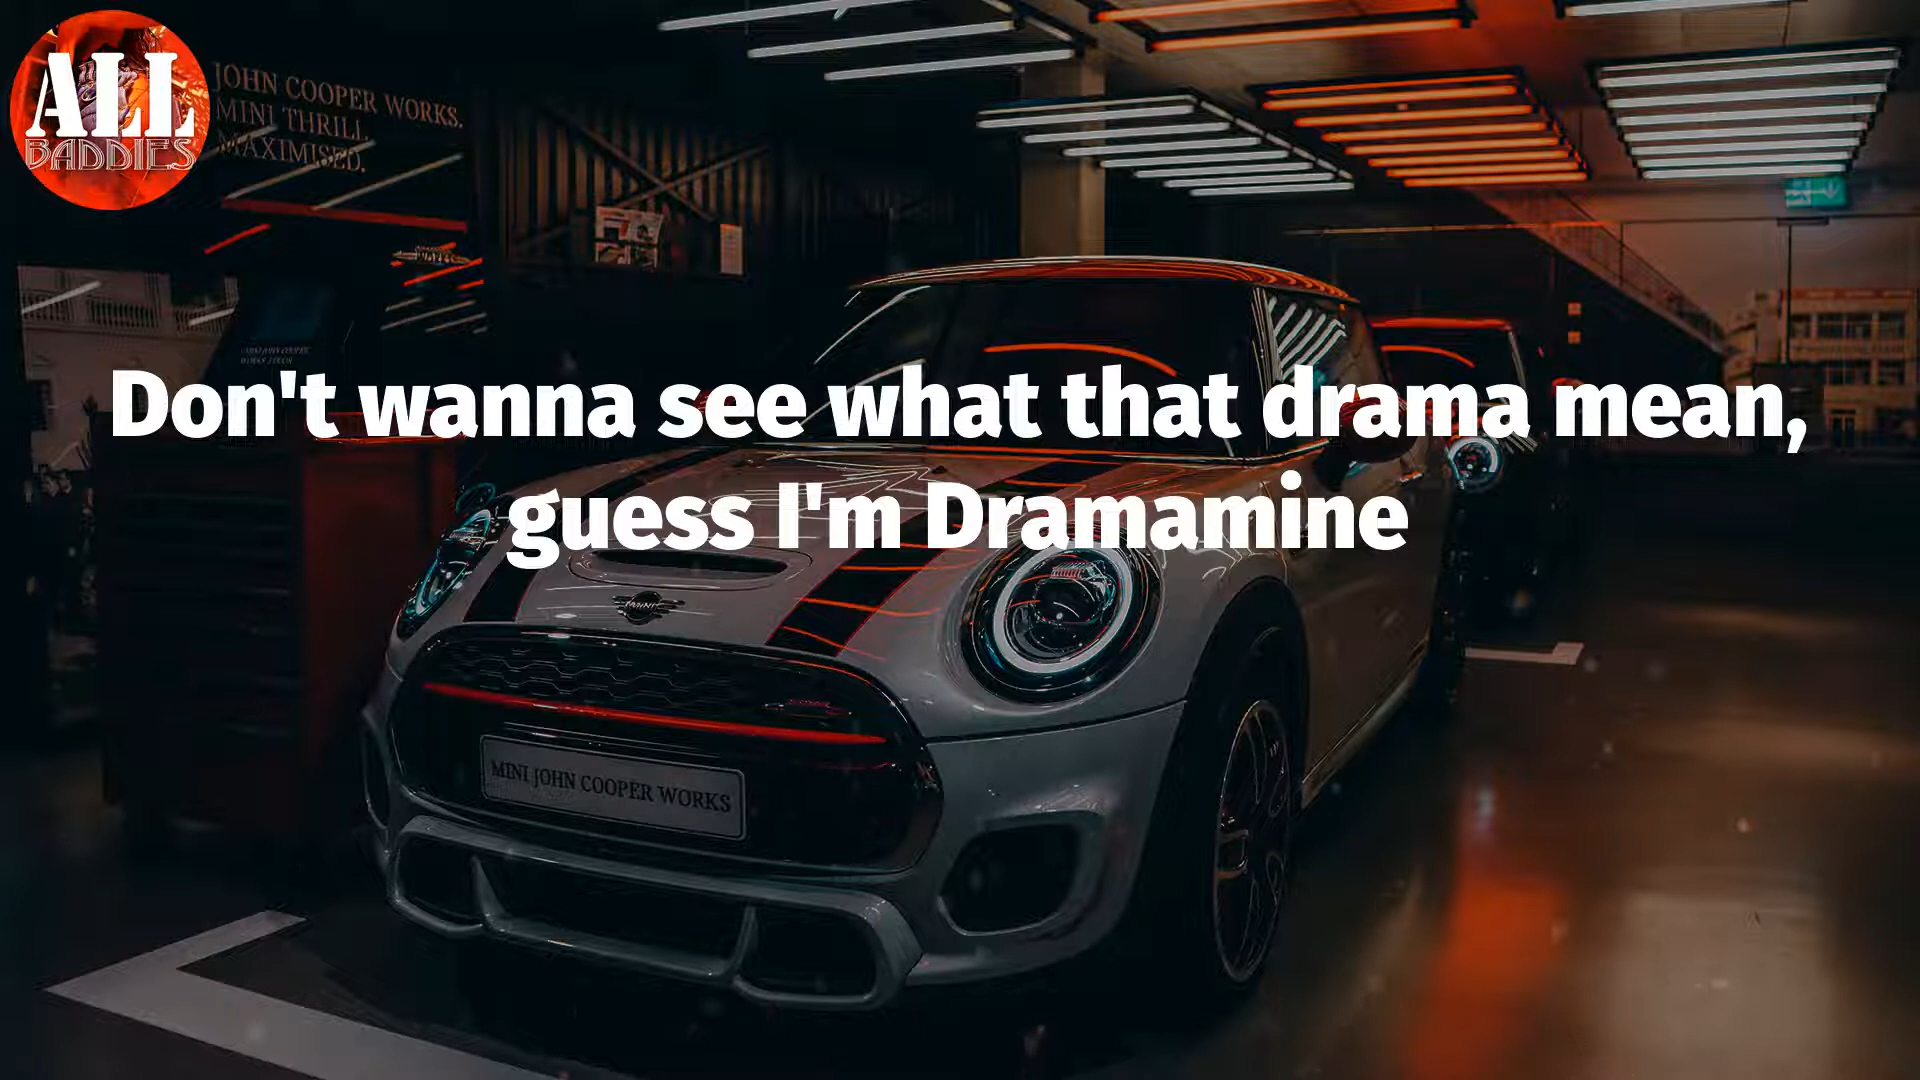 ALL
BADDIES
JOHN COOPER WORKS.
MINI THRILL.
MAXIMISED.
Don't wanna see what that drama mean,
guess I'm Dramamine
MINI
MINI JOHN COOPER WORKS